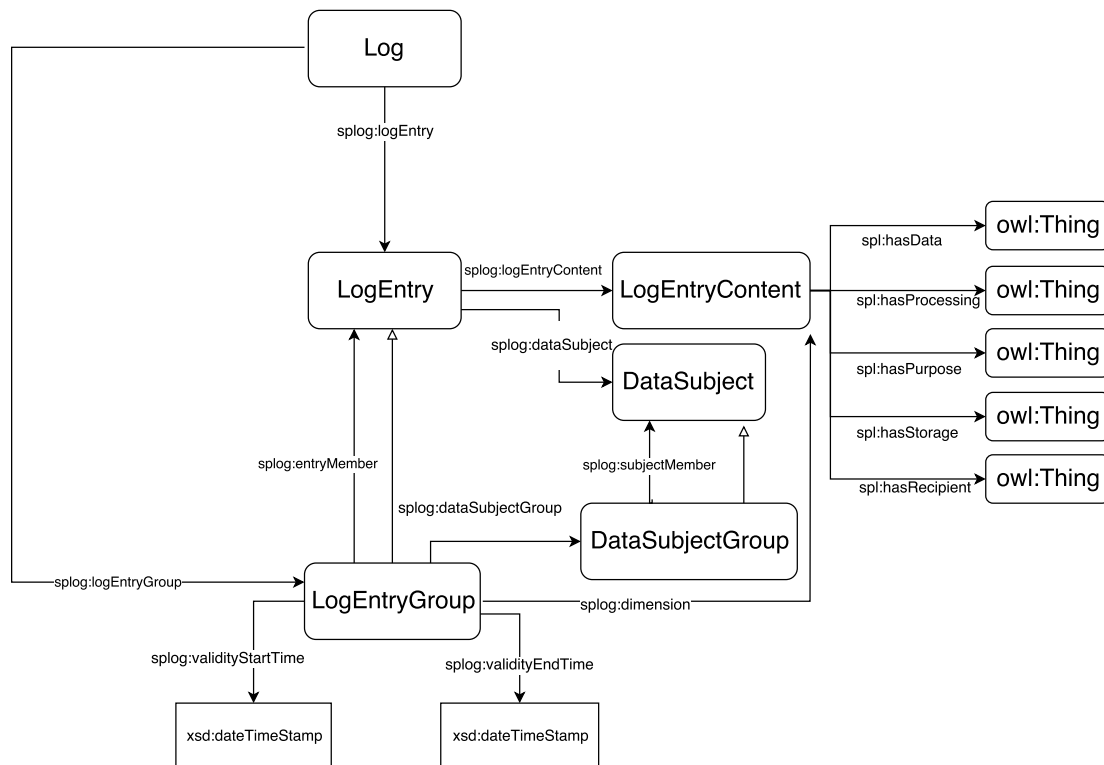 Log
splog:logEntry
owl:Thing
spl:hasData
splog:logEntryContent
LogEntry
LogEntryContent
owl:Thing
spl:hasProcessing
splog:dataSubject
owl:Thing
spl:hasPurpose
DataSubject
owl:Thing
spl:hasStorage
splog:entryMember
splog:subjectMember
owl:Thing
spl:hasRecipient
splog:dataSubjectGroup
DataSubjectGroup
splog:logEntryGroup
LogEntryGroup
splog:dimension
splog:validityStartTime
splog:validityEndTime
xsd:dateTimeStamp
xsd:dateTimeStamp